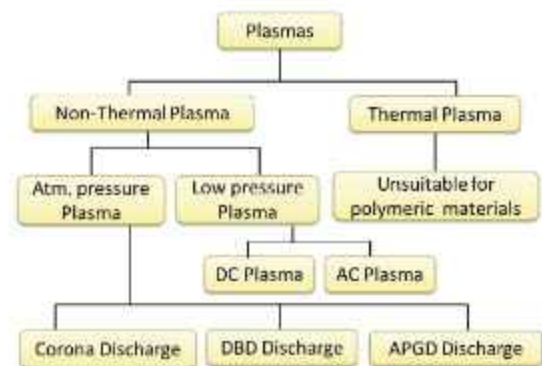 Plasmas
Non-Thermal Plasma
Thermal Plasma
Atm. pressure
Plasma
Low pressure
Plasma
Unsuitable for
polymeric materials
DC Plasma
AC Plasma
Corona Discharge
DBD Discharge
APGD Discharge